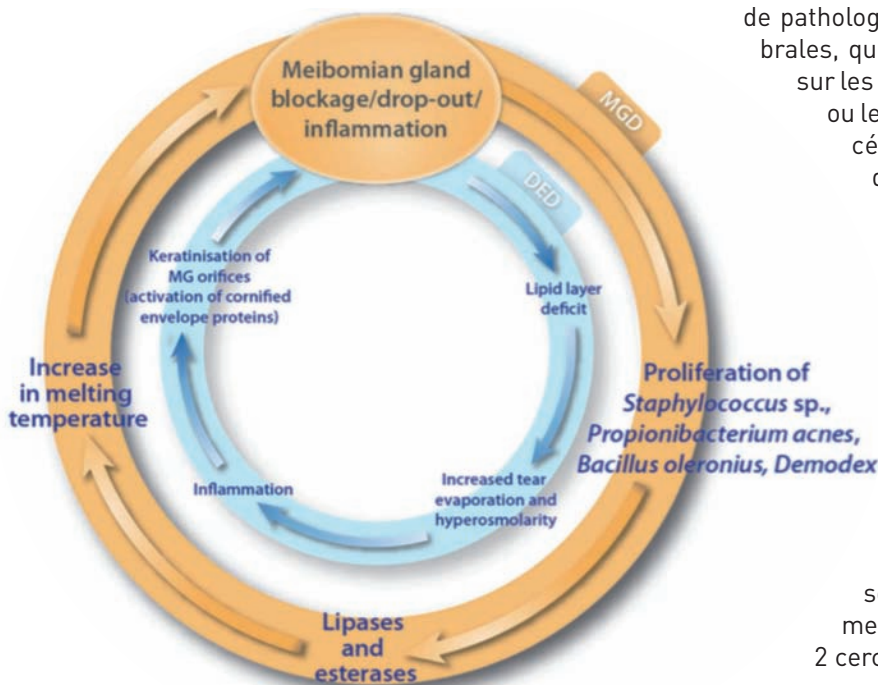 de patholog
brales, qu
sur les
ou le
cé
Meibomian gland
blockage/drop-out/
inflammation
MGD
DED
Keratinisation of
MG orifices
(activation of cornified
envelope proteins)
Lipid layer
deficit
Increase
in melting
temperature
Proliferation of
Staphylococcus sp.,
Propionibacterium acnes,
Bacillus oleronius, Demodex
Inflammation
Increased tear
evaporation and
hyperosmolarity
Lipases
and
esterases
me
2 cerc